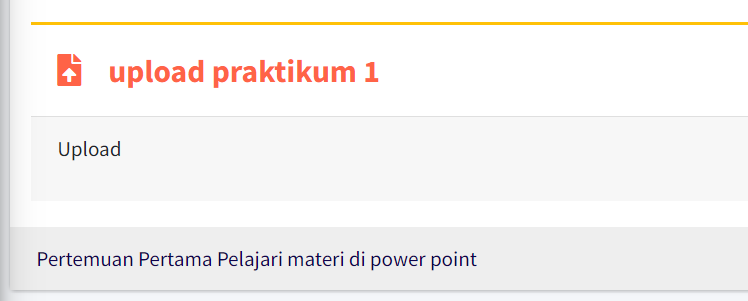 upload praktikum 1
Upload
Pertemuan Pertama Pelajari materi di power point